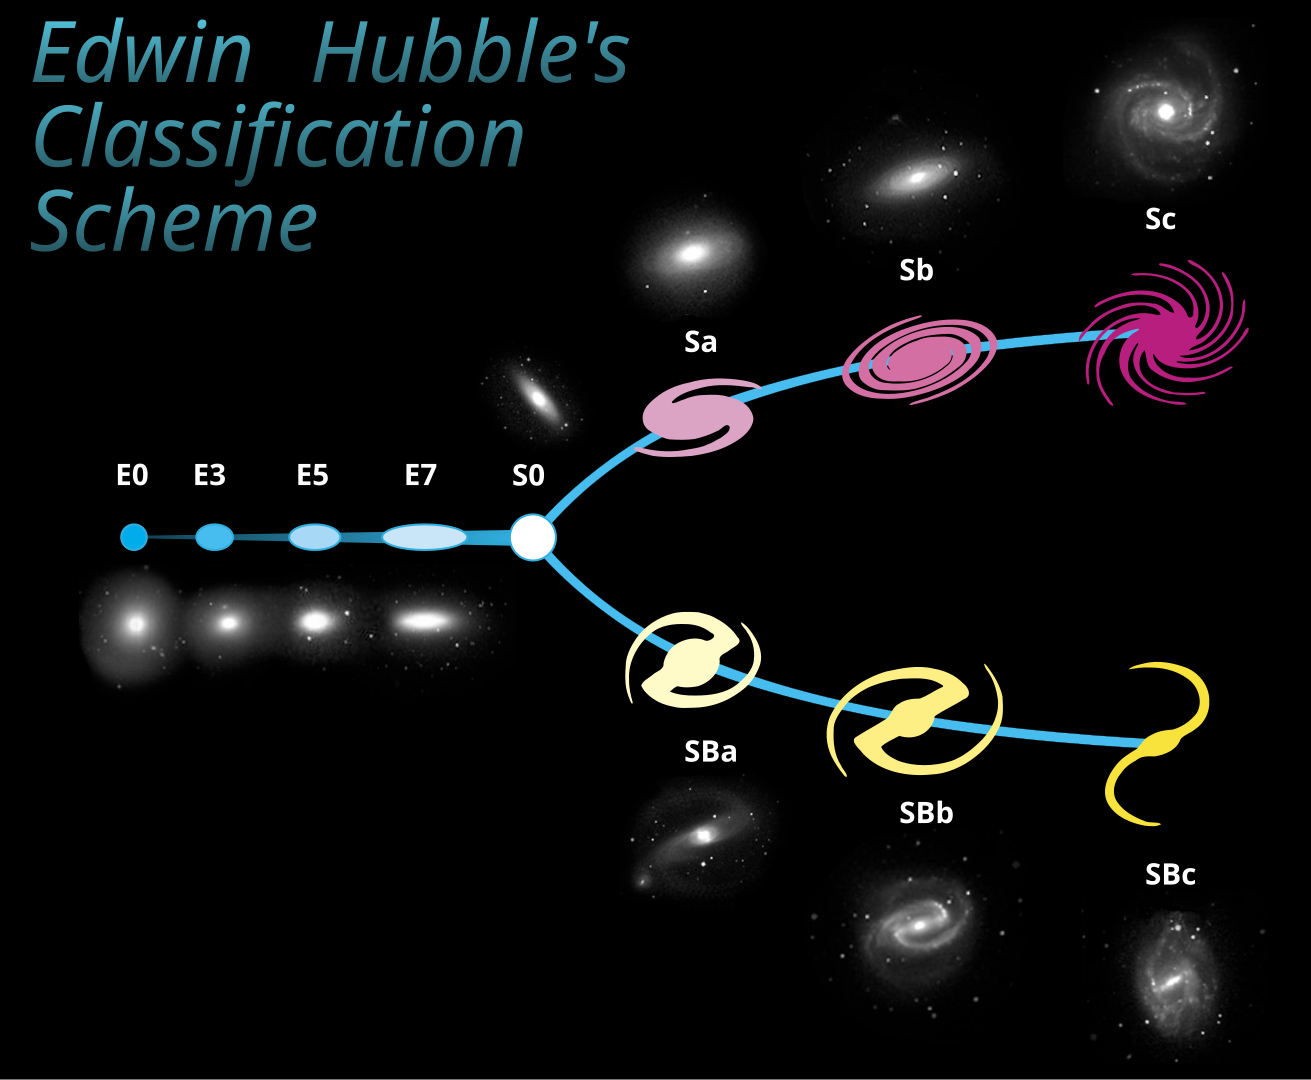 Edwin Hubble's
Classification
Scheme
Sc
Sb
Sa
E0 E3 E5 E7 S0
SBa
SBb
SBc